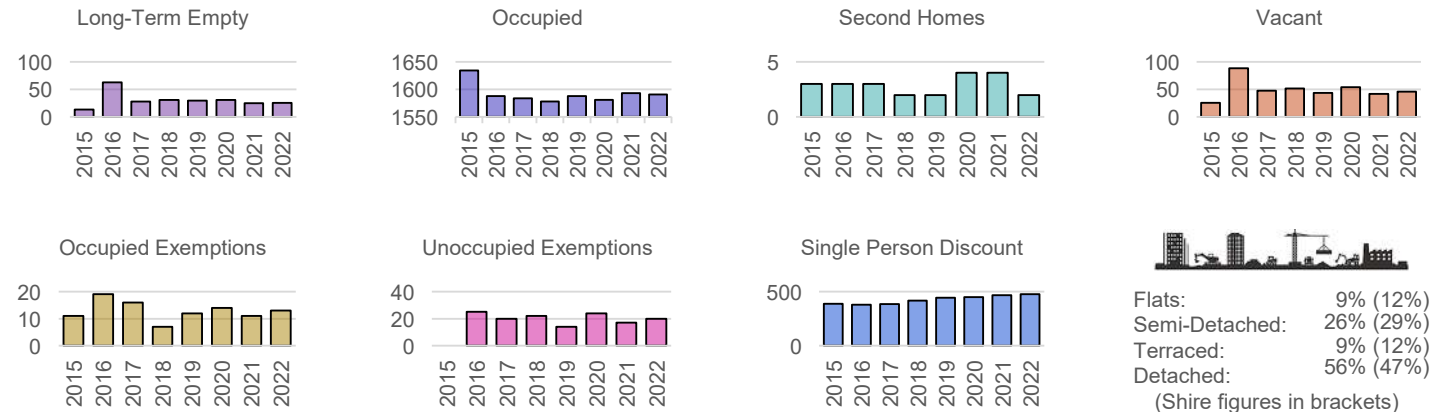 Long-Term Empty
100
50
0
2015 2016 2017 2018 2019 2020 2021 2022
Occupied
1650
1600
1550
2015 2016 2017 2018 2019 2020 2021 2022
Second Homes
5
0
2015 2016 2017 2018 2019 2020 2021 2022
Vacant
100
50
0
2015 2016 2017 2018 2019 2020 2021 2022
Occupied Exemptions
20
10
0
2015 2016 2017 2018 2019 2020 2021 2022
Unoccupied Exemptions
40
20
0
2015 2016 2017 2018 2019 2020 2021 2022
Single Person Discount
500
0
2015 2016 2017 2018 2019 2020 2021 2022
Flats: 9% (12%)
Semi-Detached: 26% (29%)
Terraced: 9% (12%)
Detached: 56% (47%)
(Shire figures in brackets)